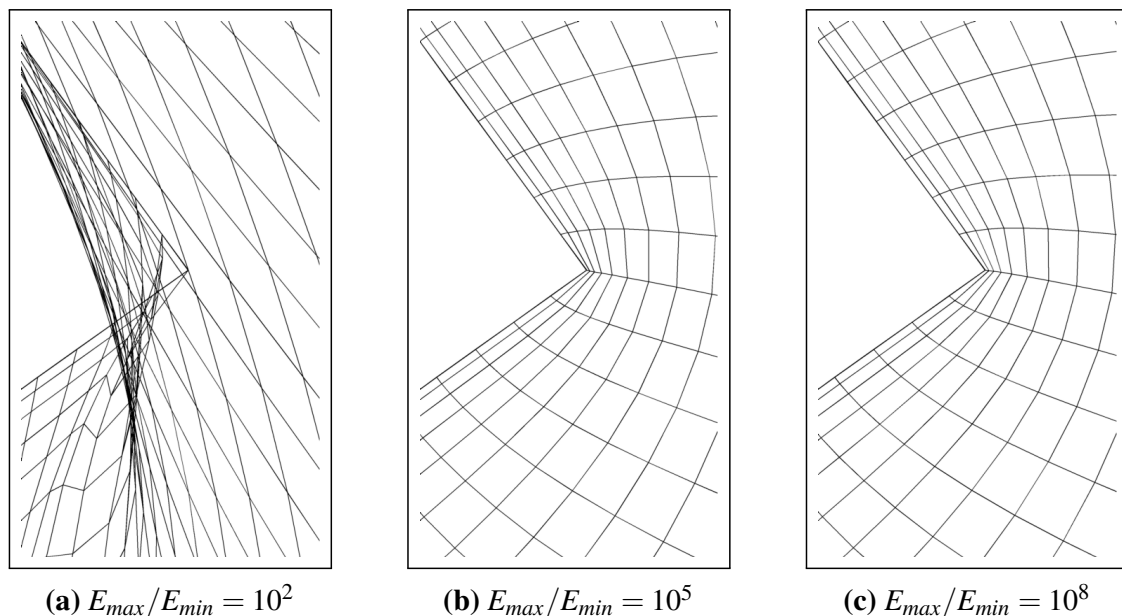 (a) E_max/E_min = 10^2
(b) E_max/E_min = 10^5
(c) E_max/E_min = 10^8